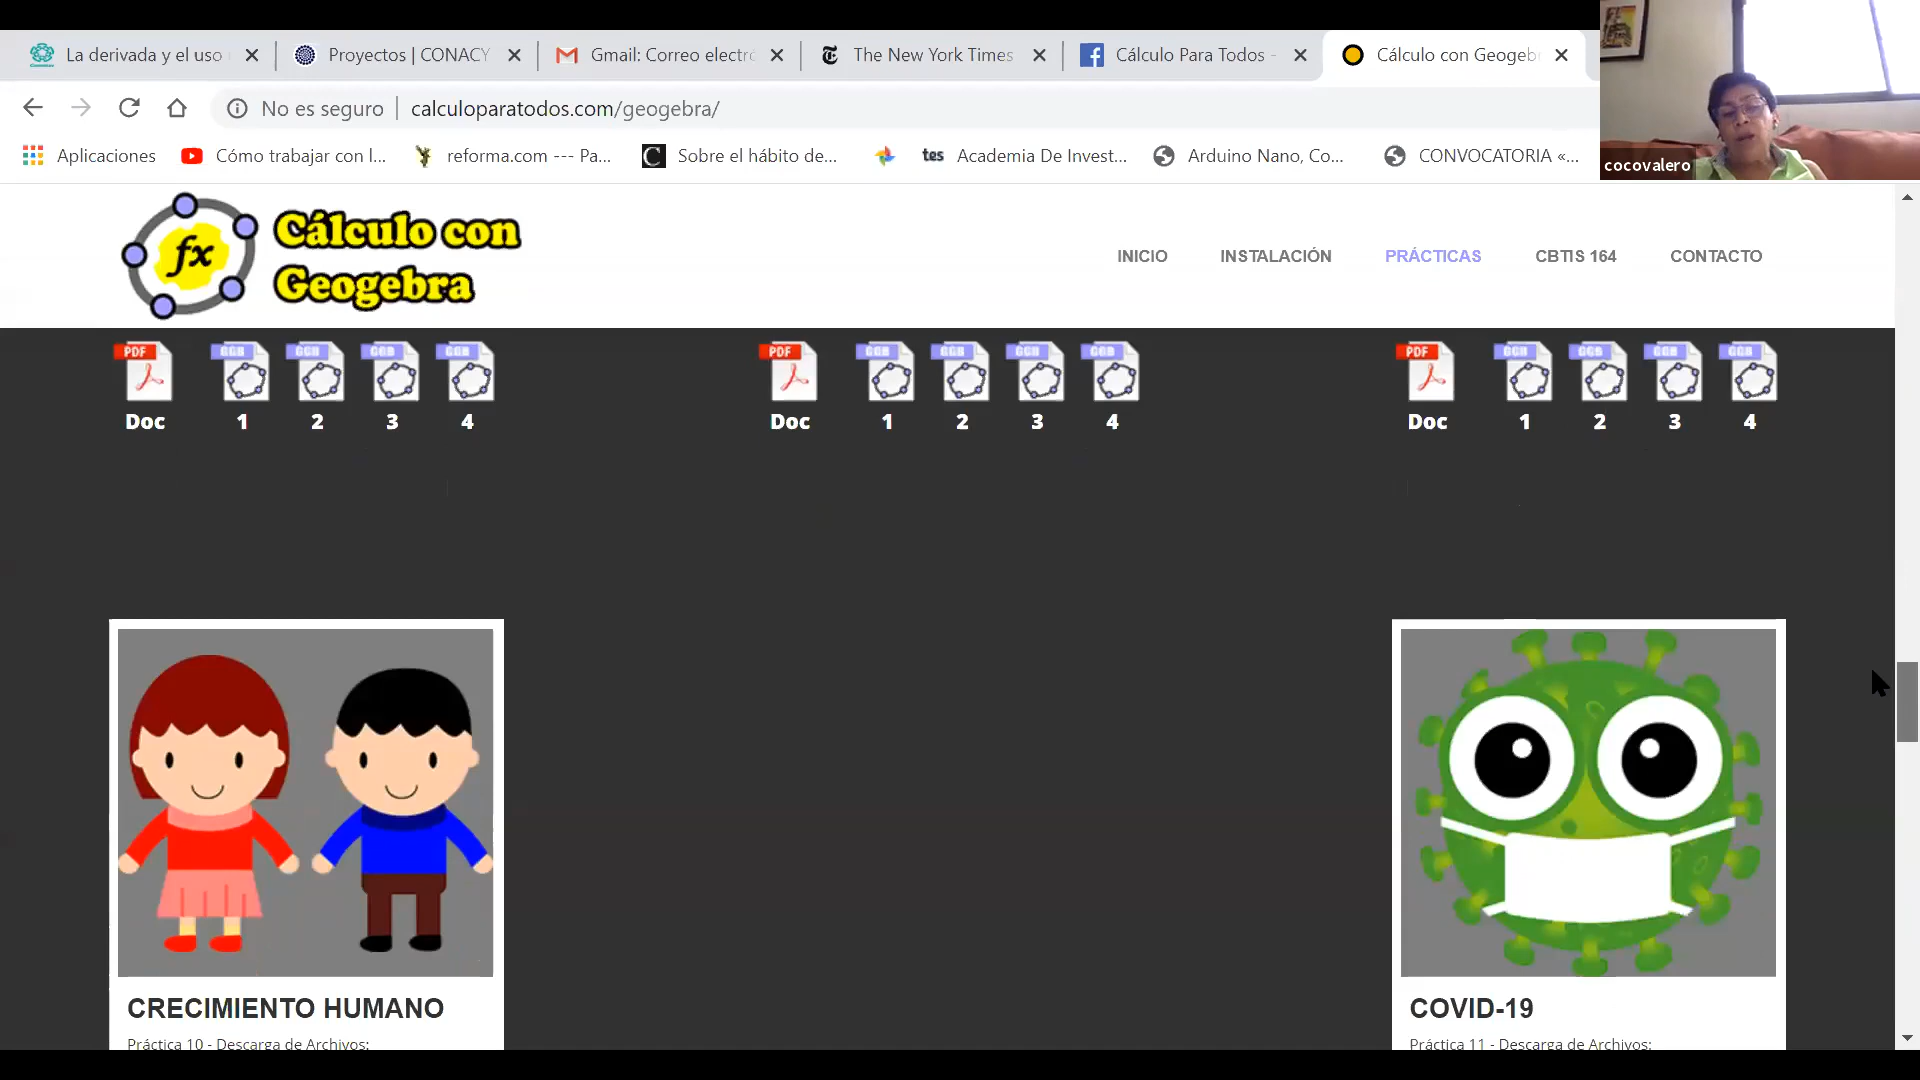 La derivada y el uso
Proyectos | CONACY
Gmail: Correo electró
The New York Times
Cálculo Para Todos -
Cálculo con Geogeb
No es seguro
calculoparatodos.com/geogebra/
Aplicaciones
Cómo trabajar con l...
reforma.com --- Pa...
Sobre el hábito de...
tes Academia De Invest...
Arduino Nano, Co...
CONVOCATORIA «...
cocovalero
fx
Cálculo con
Geogebra
INICIO
INSTALACIÓN
PRÁCTICAS
CBTIS 164
CONTACTO
PDF GGB GGB GGB GGB
Doc 1 2 3 4
PDF GGB GGB GGB GGB
Doc 1 2 3 4
PDF GGB GGB GGB GGB
Doc 1 2 3 4
CRECIMIENTO HUMANO
Práctica 10 - Descarga de Archivos:
COVID-19
Práctica 11 - Descarga de Archivos: